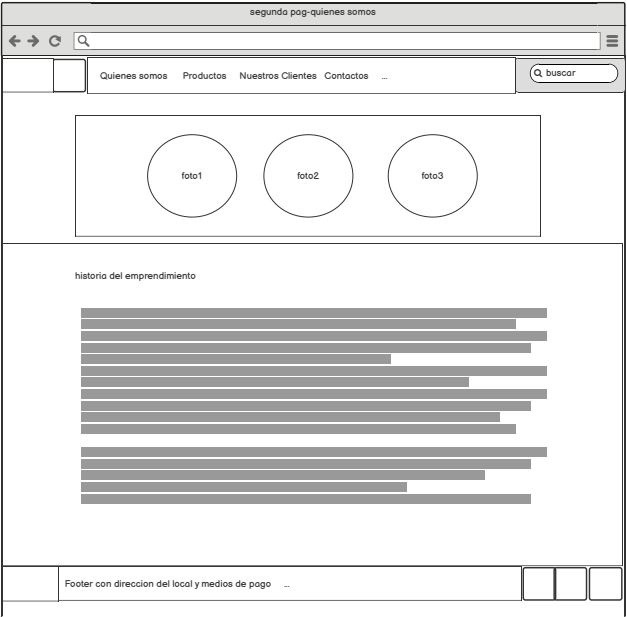 segunda pag-quienes somos
Quienes somos Productos Nuestros Clientes Contactos ...
buscar
foto1 foto2 foto3
historia del emprendimiento
Footer con direccion del local y medios de pago ...